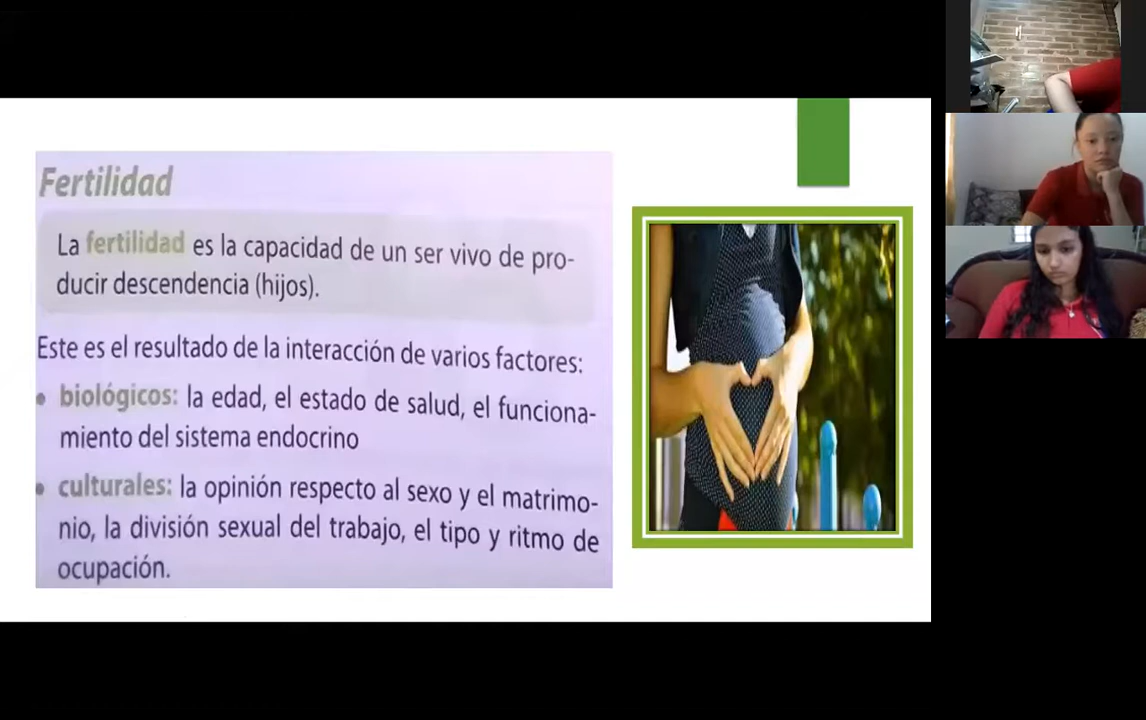 Fertilidad
La fertilidad es la capacidad de un ser vivo de pro-
ducir descendencia (hijos).
Este es el resultado de la interacción de varios factores:
• biológicos: la edad, el estado de salud, el funciona-
miento del sistema endocrino
• culturales: la opinión respecto al sexo y el matrimo-
nio, la división sexual del trabajo, el tipo y ritmo de
ocupación.